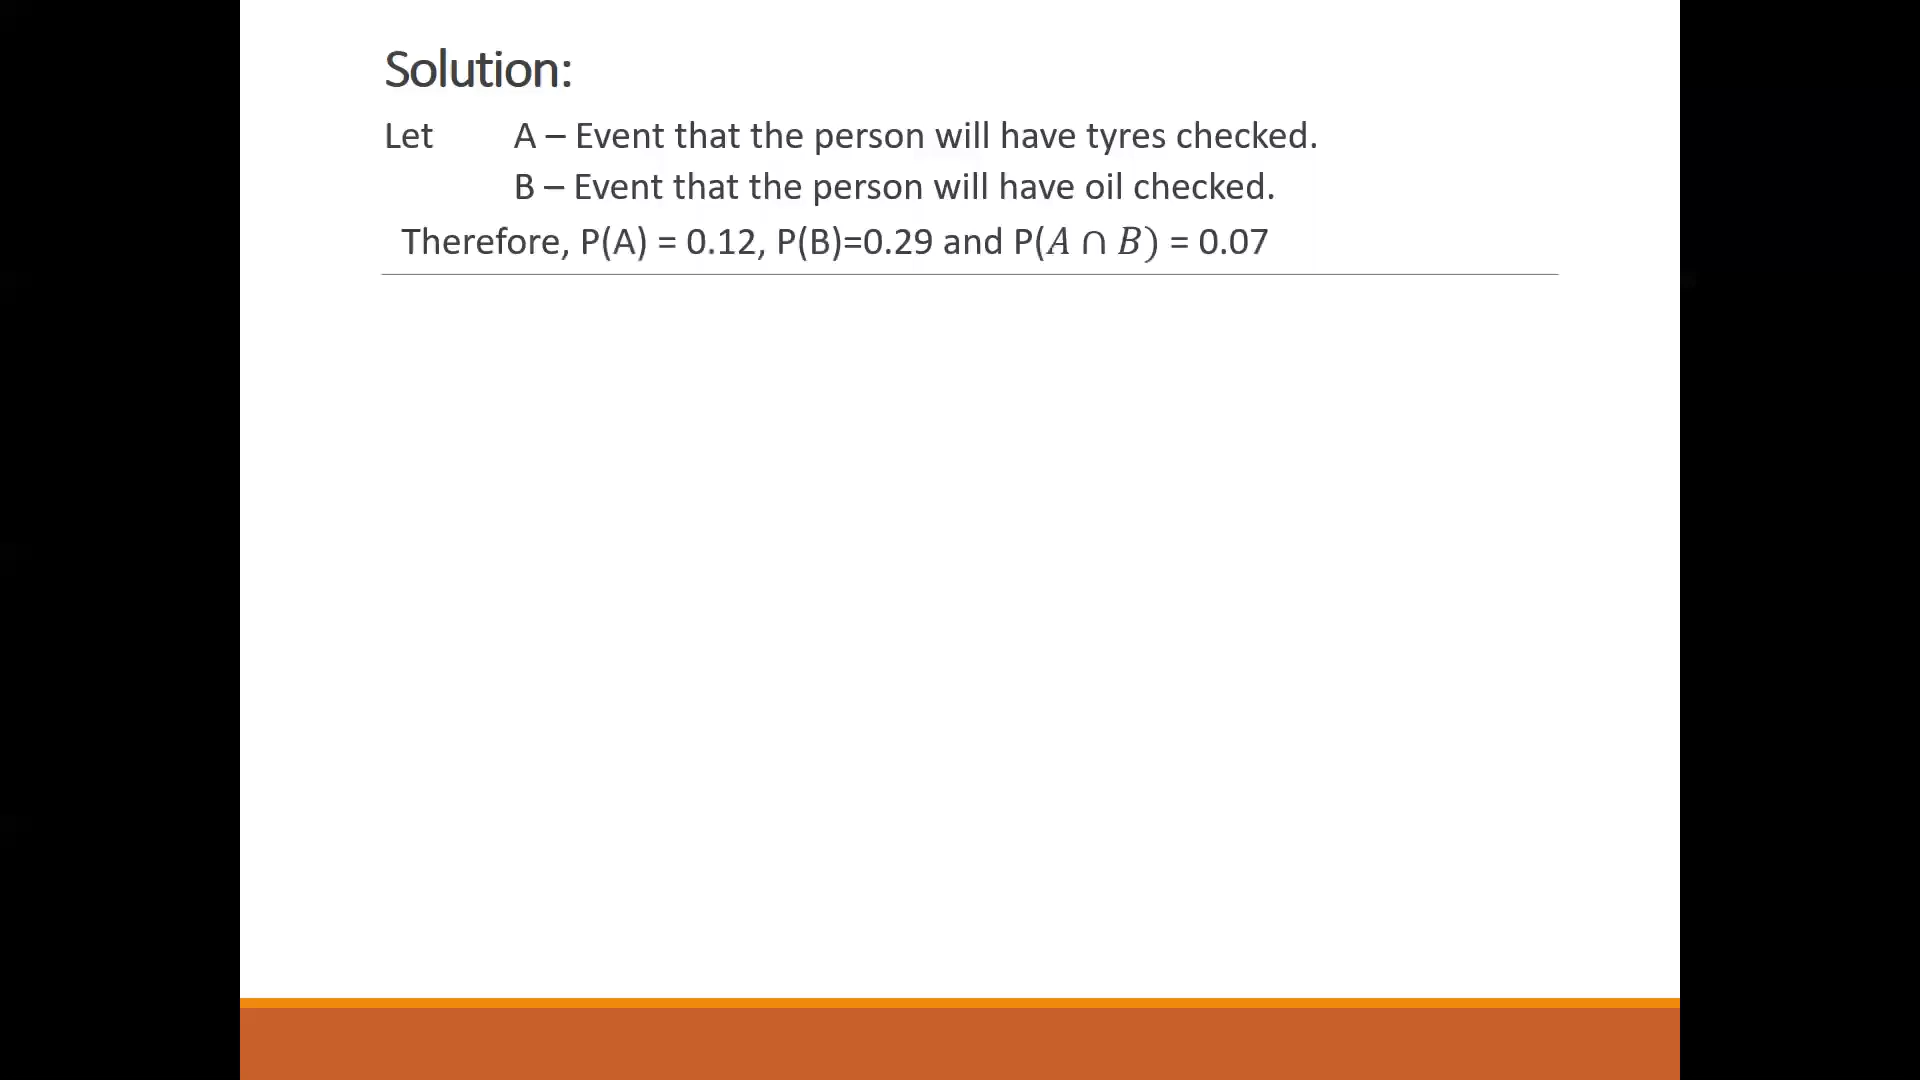 Solution:
Let A – Event that the person will have tyres checked.
B – Event that the person will have oil checked.
Therefore, P(A) = 0.12, P(B)=0.29 and P(𝐴 ∩ 𝐵) = 0.07